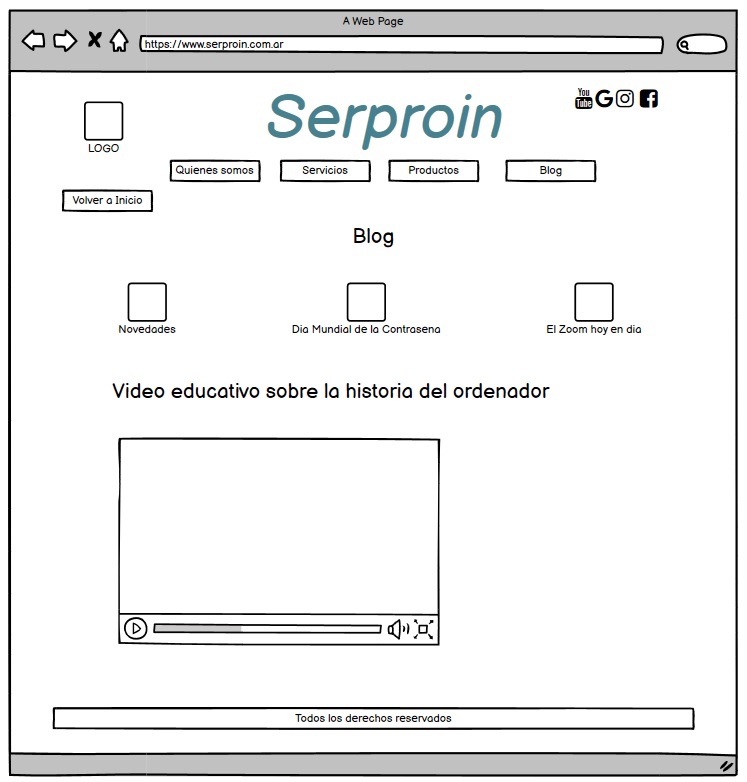 A Web Page
https://www.serproin.com.ar
Serproin
You
Tube
LOGO
Quienes somos
Servicios
Productos
Blog
Volver a Inicio
Blog
Novedades
Dia Mundial de la Contrasena
El Zoom hoy en dia
Video educativo sobre la historia del ordenador
Todos los derechos reservados